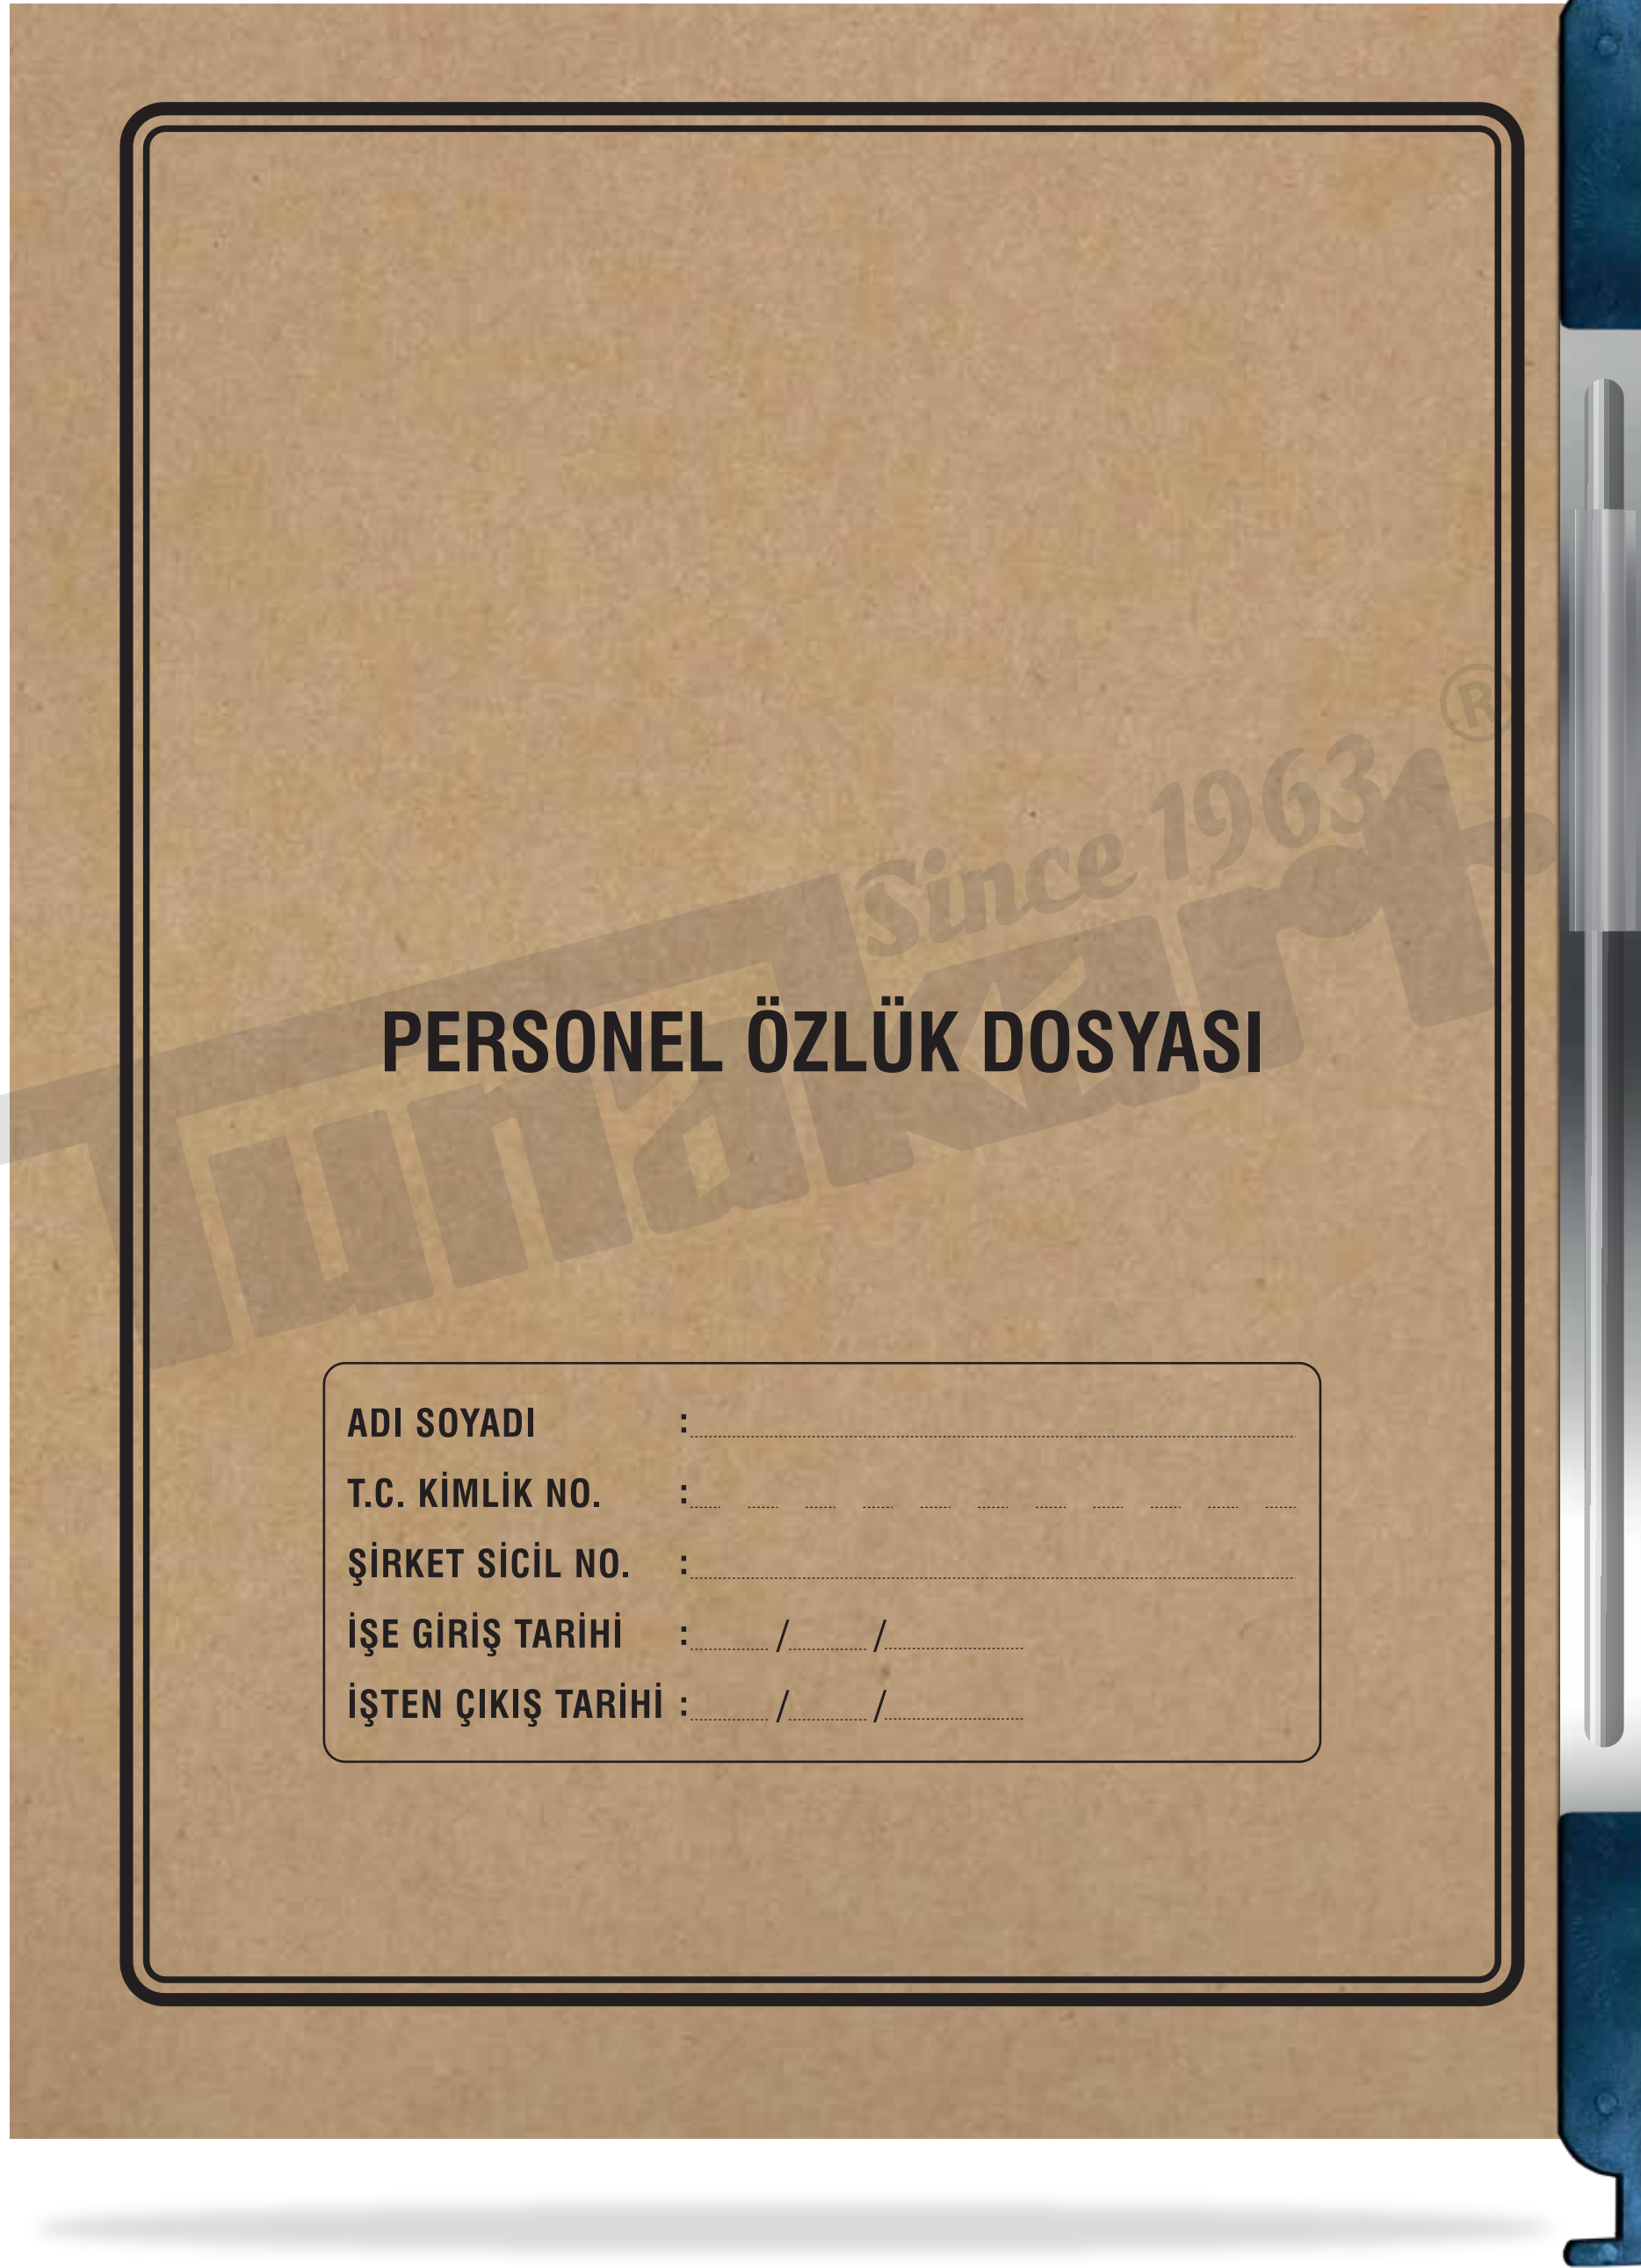 Since 1963 ®
Tunakart
PERSONEL ÖZLÜK DOSYASI
ADI SOYADI :
T.C. KİMLİK NO. :
ŞİRKET SİCİL NO. :
İŞE GİRİŞ TARİHİ : / /
İŞTEN ÇIKIŞ TARİHİ : / /